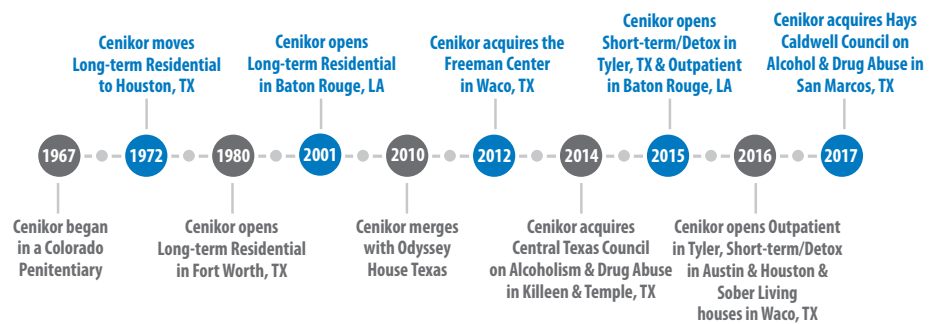 Cenikor moves
Long-term Residential
to Houston, TX
Cenikor opens
Long-term Residential
in Baton Rouge, LA
Cenikor acquires the
Freeman Center
in Waco, TX
Cenikor opens
Short-term/Detox in
Tyler, TX & Outpatient
in Baton Rouge, LA
Cenikor acquires Hays
Caldwell Council on
Alcohol & Drug Abuse in
San Marcos, TX
1967
1972
1980
2001
2010
2012
2014
2015
2016
2017
Cenikor began
in a Colorado
Penitentiary
Cenikor opens
Long-term Residential
in Fort Worth, TX
Cenikor merges
with Odyssey
House Texas
Cenikor acquires
Central Texas Council
on Alcoholism & Drug Abuse
in Killeen & Temple, TX
Cenikor opens Outpatient
in Tyler, Short-term/Detox
in Austin & Houston &
Sober Living
houses in Waco, TX